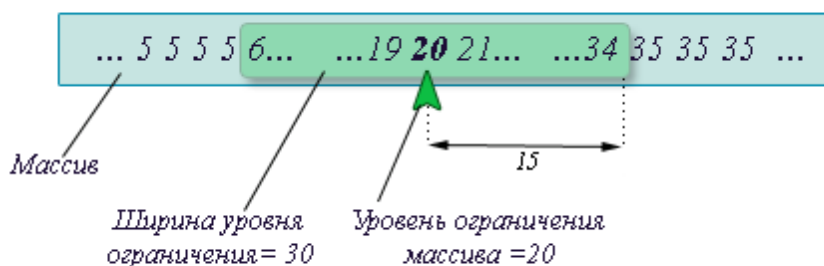 ... 5 5 5 5 6... ...19 20 21... ...34 35 35 35 ...
15
Массив
Ширина уровня
ограничения= 30
Уровень ограничения
массива =20